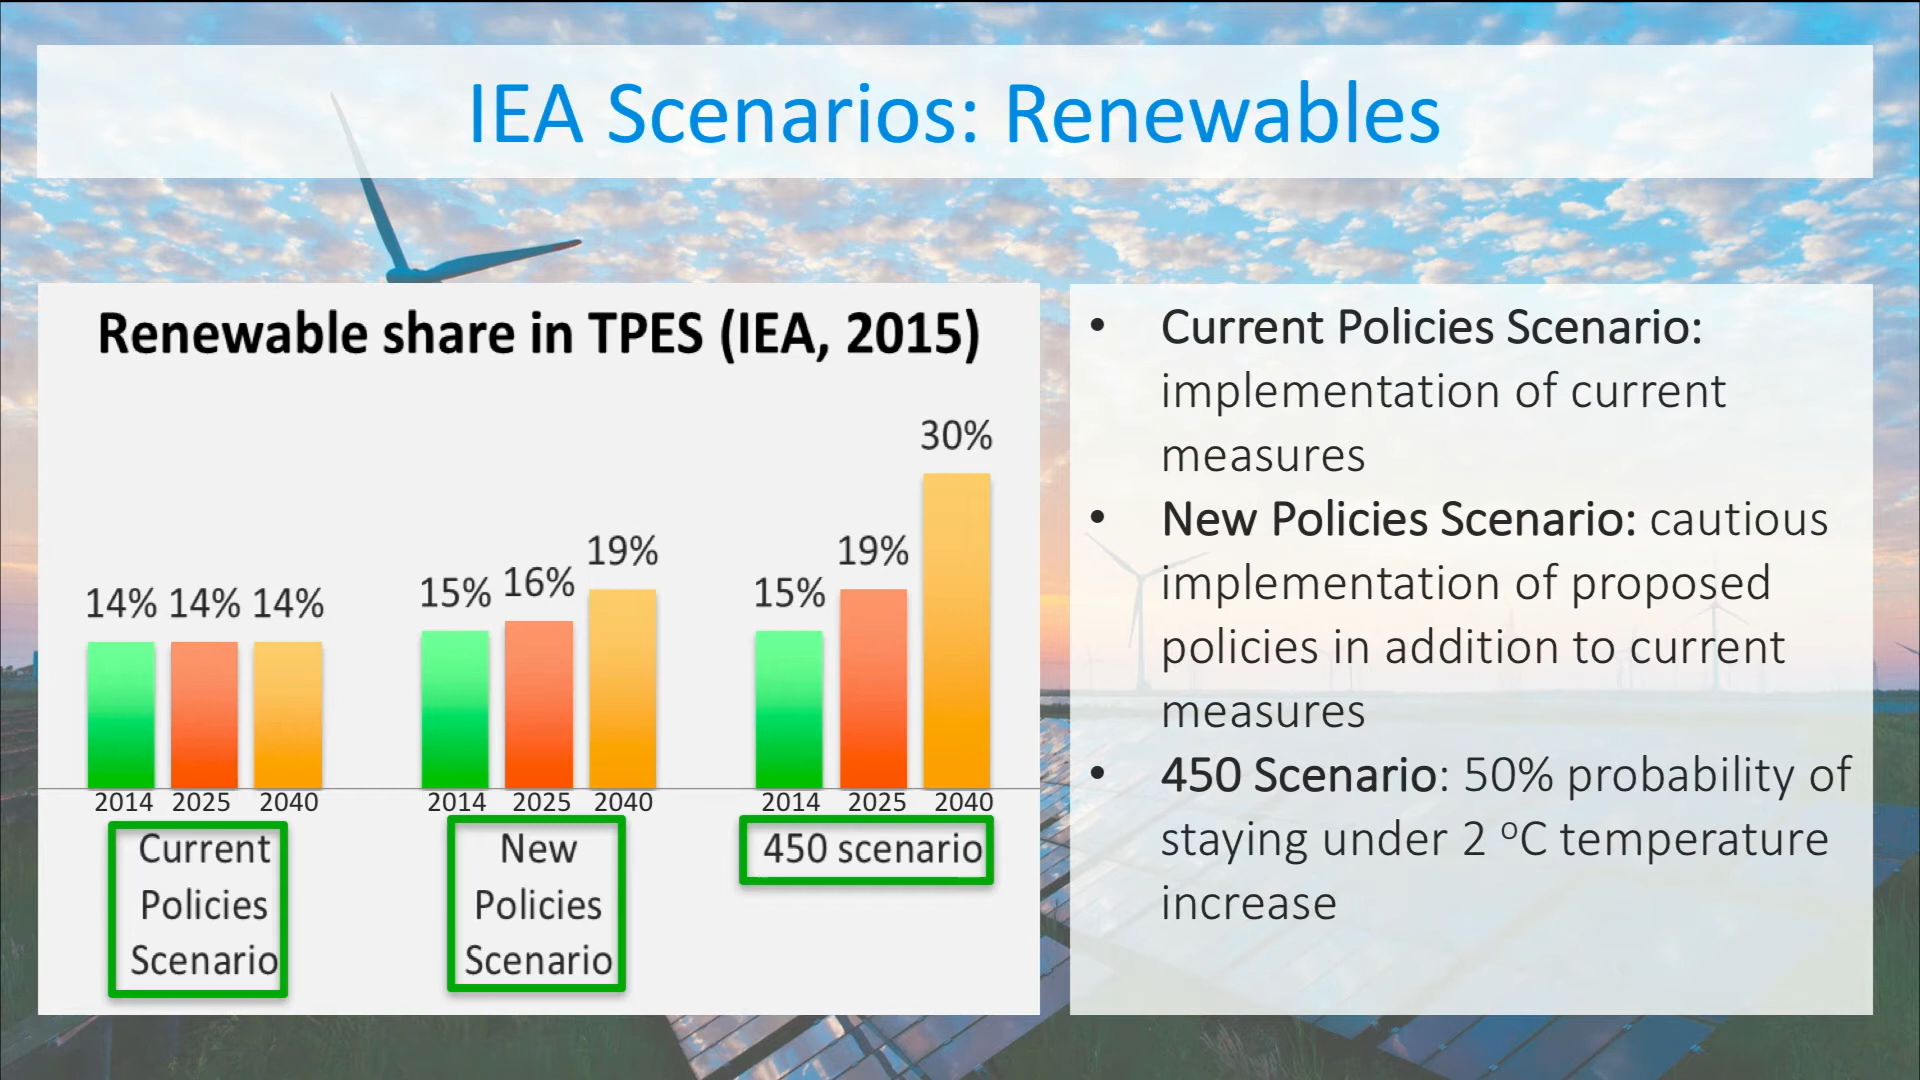 IEA Scenarios: Renewables
Renewable share in TPES (IEA, 2015)
14% 14% 14%
15% 16% 19%
15% 19% 30%
2014 2025 2040
2014 2025 2040
2014 2025 2040
Current
Policies
Scenario
New
Policies
Scenario
450 scenario
• Current Policies Scenario:
implementation of current
measures
• New Policies Scenario: cautious
implementation of proposed
policies in addition to current
measures
• 450 Scenario: 50% probability of
staying under 2 ºC temperature
increase